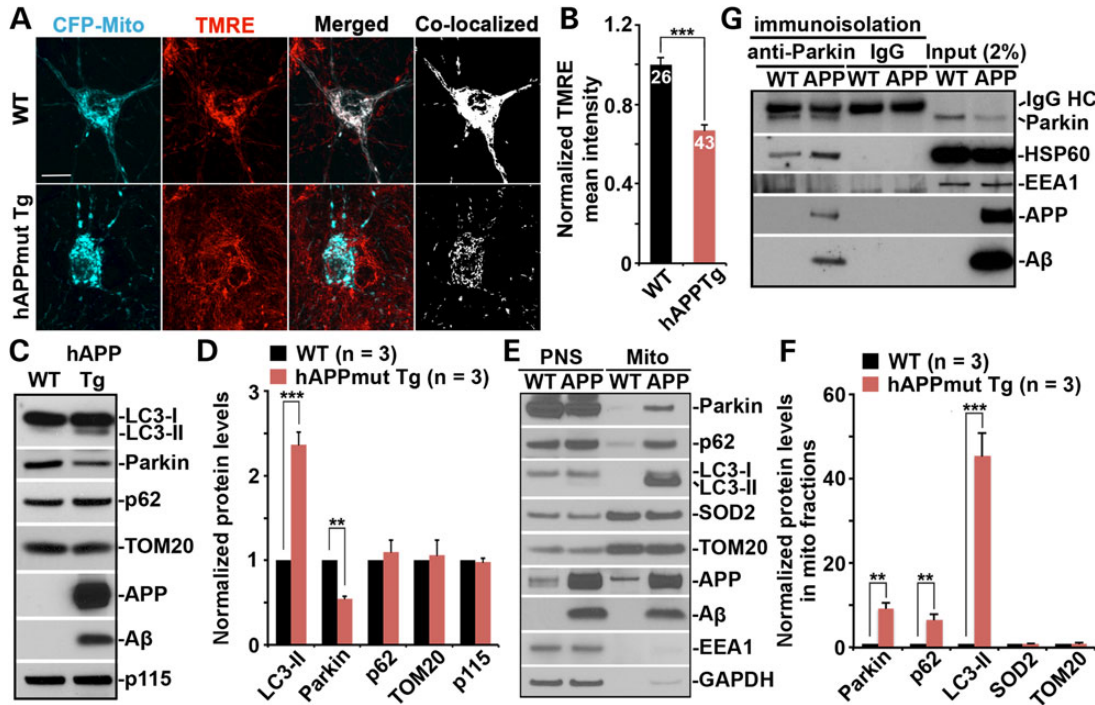 A
CFP-Mito TMRE Merged Co-localized
WT
hAPPmut Tg
B
Normalized TMRE
mean intensity
1.2
0.8
0.4
0
***
26
43
WT
hAPPTg
G
immunoisolation
anti-Parkin IgG Input (2%)
WT APP WT APP WT APP
IgG HC
Parkin
-HSP60
-EEA1
-APP
-Aβ
C
hAPP
WT Tg
-LC3-I
-LC3-II
-Parkin
-p62
-TOM20
-APP
-Aβ
-p115
D
WT (n = 3)
hAPPmut Tg (n = 3)
Normalized protein levels
3
2
1
0
***
**
LC3-II
Parkin
p62
TOM20
p115
E
PNS Mito
WT APP WT APP
-Parkin
-p62
-LC3-I
LC3-II
-SOD2
-TOM20
-APP
-Aβ
-EEA1
-GAPDH
F
WT (n = 3)
hAPPmut Tg (n = 3)
Normalized protein levels
in mito fractions
60
40
20
0
**
**
***
Parkin
p62
LC3-II
SOD2
TOM20